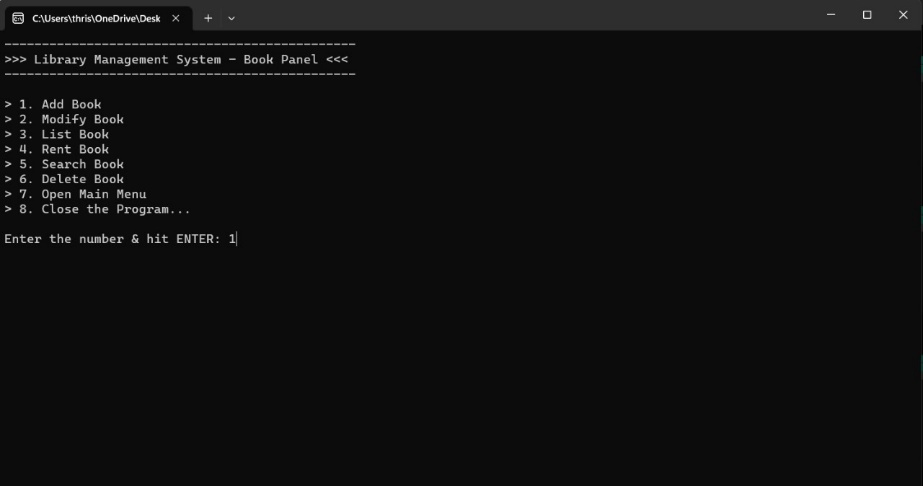 C:\Users\thris\OneDrive\Desk
-----------------------------------------------
>>> Library Management System - Book Panel <<<
-----------------------------------------------
> 1. Add Book
> 2. Modify Book
> 3. List Book
> 4. Rent Book
> 5. Search Book
> 6. Delete Book
> 7. Open Main Menu
> 8. Close the Program...
Enter the number & hit ENTER: 1